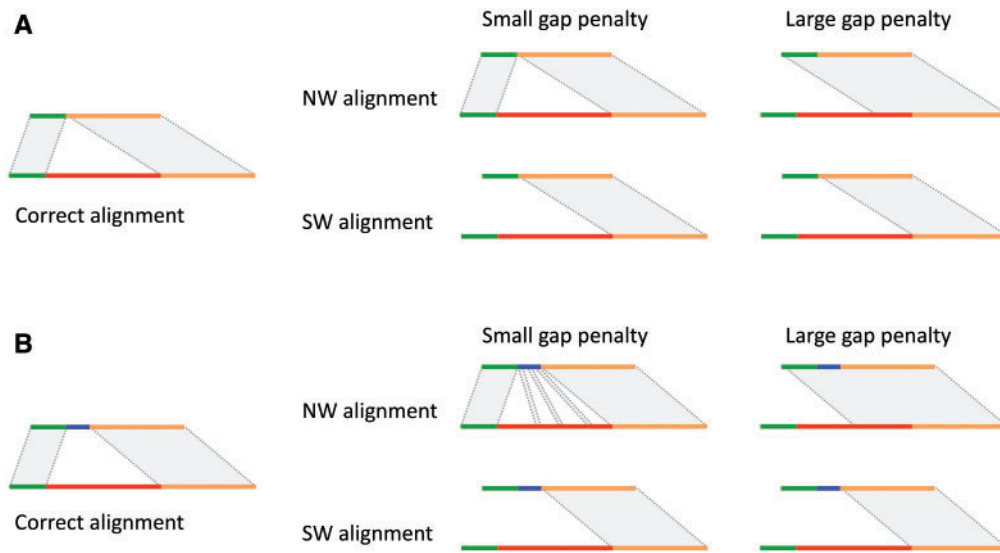 A
Small gap penalty
Large gap penalty
NW alignment
Correct alignment
SW alignment
B
Small gap penalty
Large gap penalty
NW alignment
Correct alignment
SW alignment